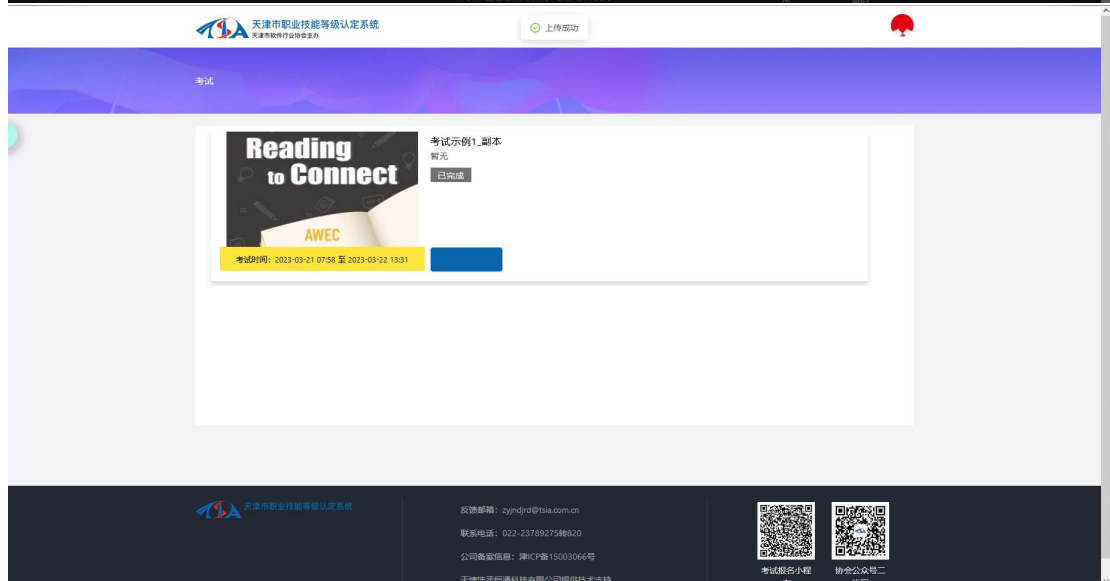 天津市职业技能等级认定系统
天津市软件行业协会主办
上传成功
考试
Reading
to Connect
AWEC
考试时间：2023-03-21 07:58 至 2023-03-22 13:31
考试示例1_副本
暂无
已完成
天津市职业技能等级认定系统
反馈邮箱：zyjndjrd@tsia.com.cn
联系电话：022-23789275转820
公司备案信息：津ICP备15003066号
考试报名小程
协会公众号二